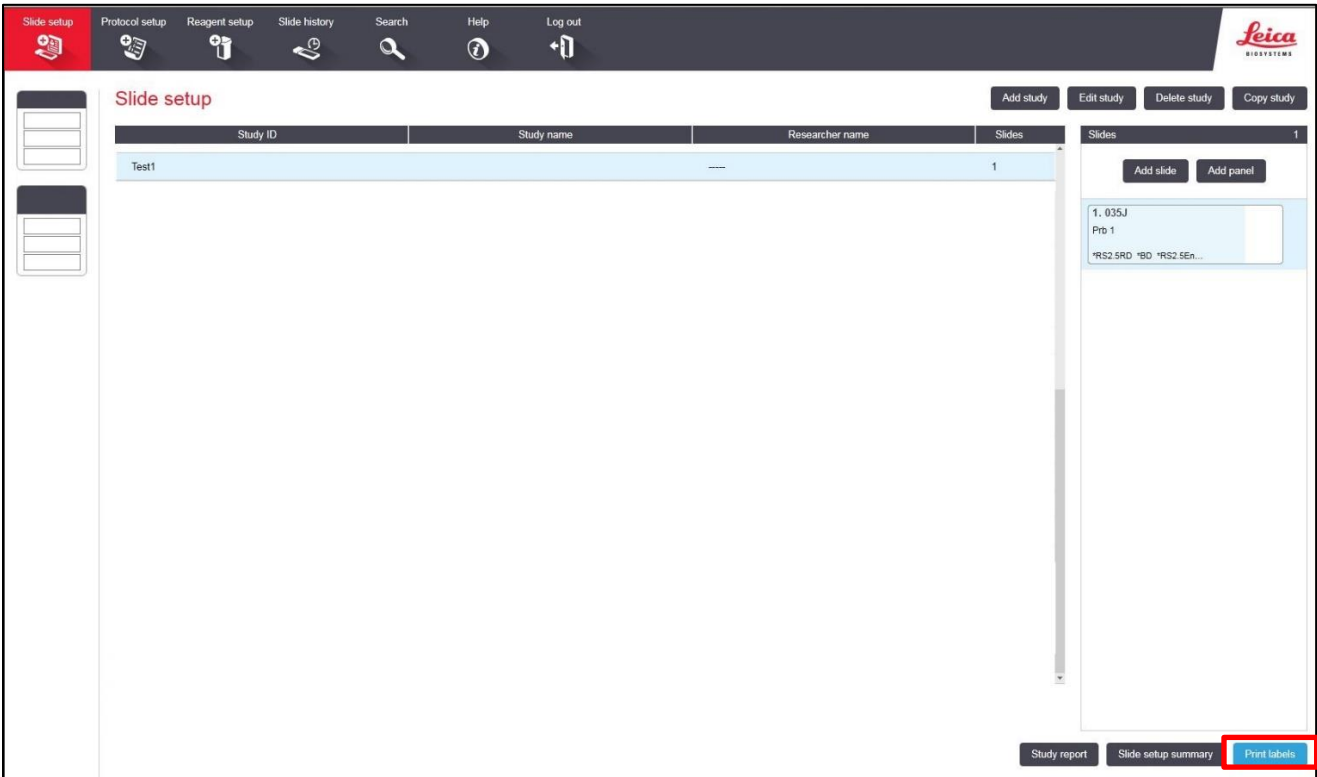 Slide setup Protocol setup Reagent setup Slide history Search Help Log out
Leica
BIOSYSTEMS
Slide setup
Add study Edit study Delete study Copy study
Study ID Study name Researcher name Slides
Slides 1
Test1 ----- 1
Add slide Add panel
1. 035J
Prb 1
*RS2.5RD *BD *RS2.5En...
Study report Slide setup summary Print labels